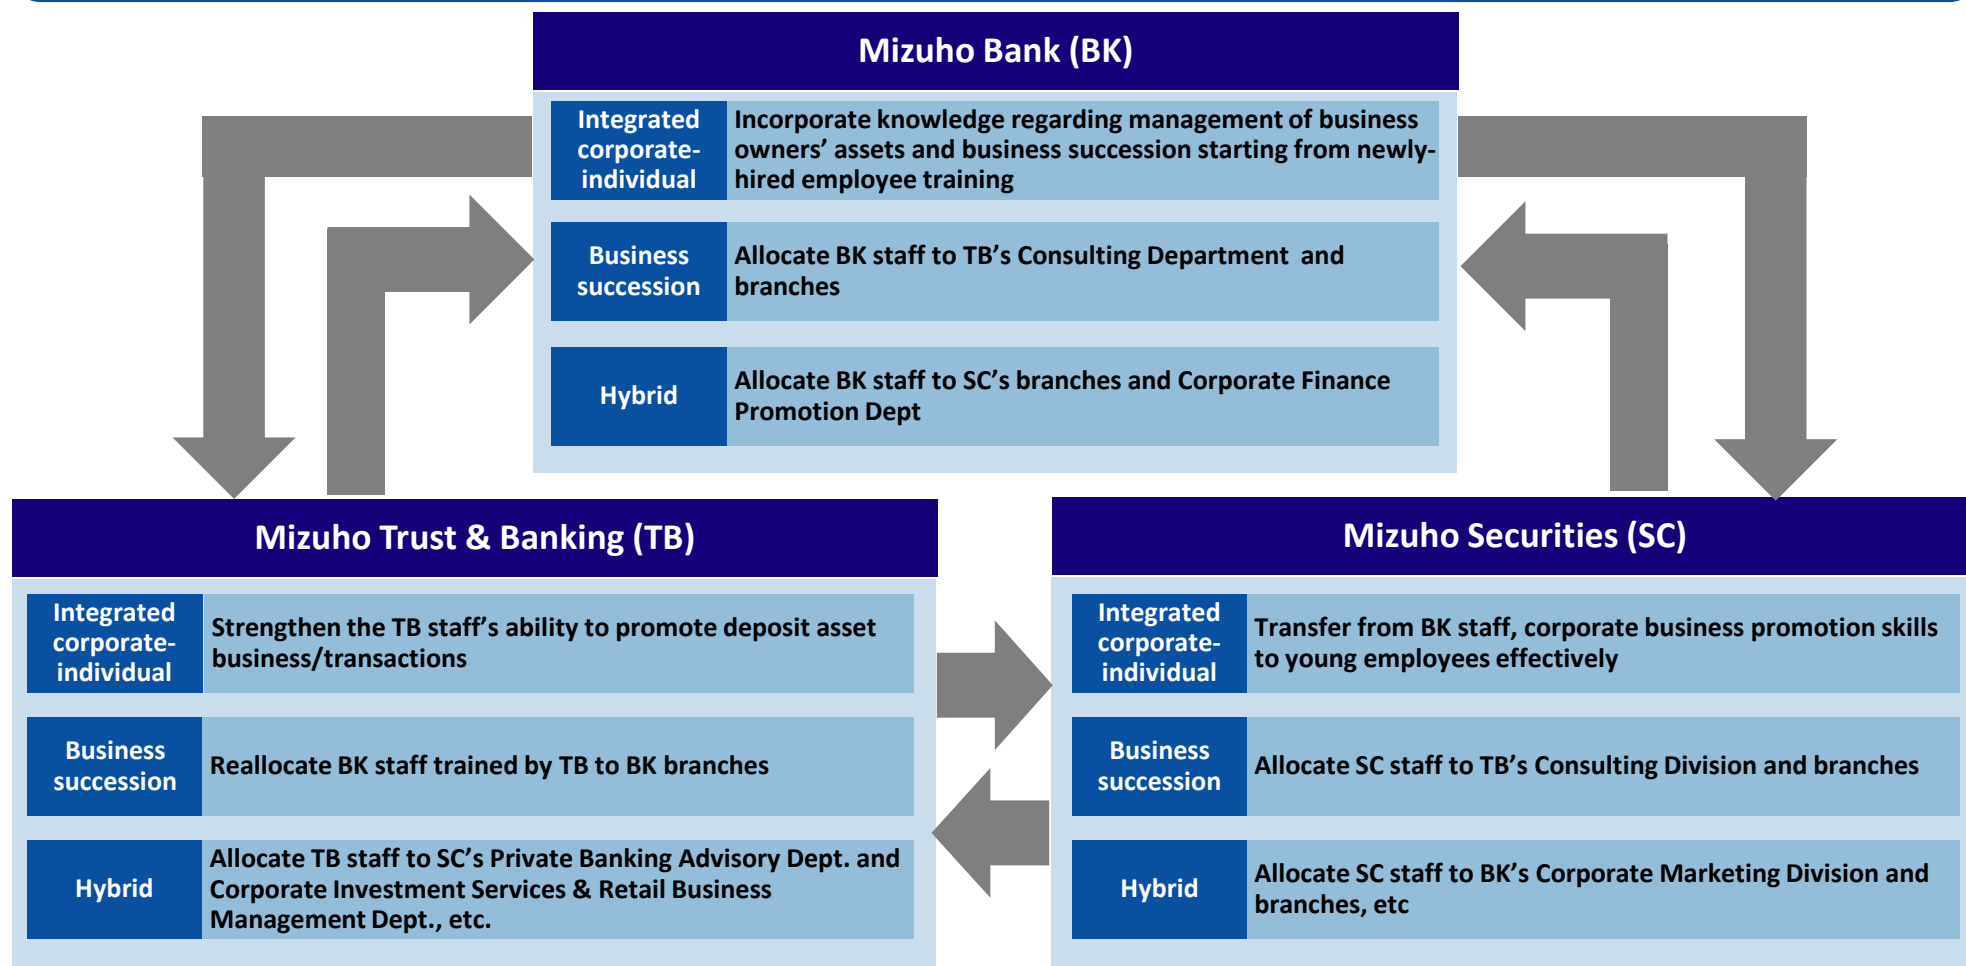 Mizuho Bank (BK)
Integrated
corporate-
individual
Incorporate knowledge regarding management of business
owners’ assets and business succession starting from newly-
hired employee training
Business
succession
Allocate BK staff to TB’s Consulting Department  and
branches
Hybrid
Allocate BK staff to SC’s branches and Corporate Finance
Promotion Dept
Mizuho Trust & Banking (TB)
Integrated
corporate-
individual
Strengthen the TB staff’s ability to promote deposit asset
business/transactions
Business
succession
Reallocate BK staff trained by TB to BK branches
Hybrid
Allocate TB staff to SC’s Private Banking Advisory Dept. and
Corporate Investment Services & Retail Business
Management Dept., etc.
Mizuho Securities (SC)
Integrated
corporate-
individual
Transfer from BK staff, corporate business promotion skills
to young employees effectively
Business
succession
Allocate SC staff to TB’s Consulting Division and branches
Hybrid
Allocate SC staff to BK’s Corporate Marketing Division and
branches, etc